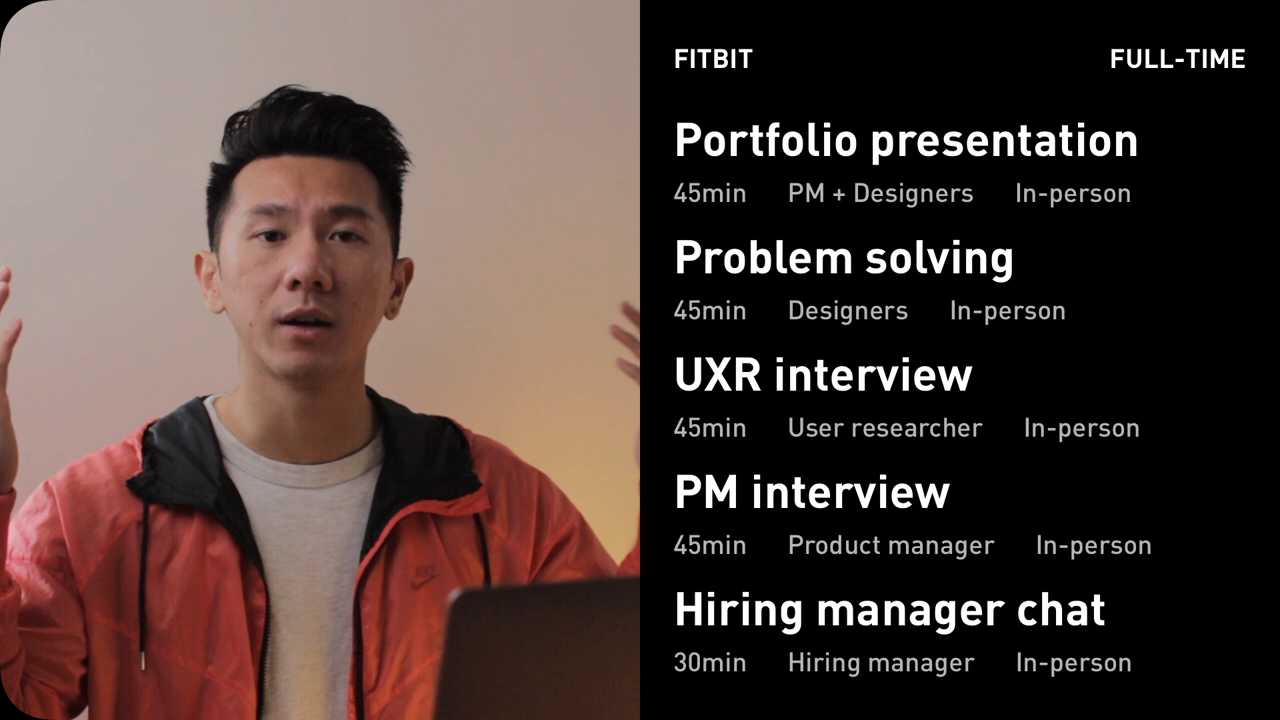 FITBIT FULL-TIME
Portfolio presentation
45min PM + Designers In-person
Problem solving
45min Designers In-person
UXR interview
45min User researcher In-person
PM interview
45min Product manager In-person
Hiring manager chat
30min Hiring manager In-person